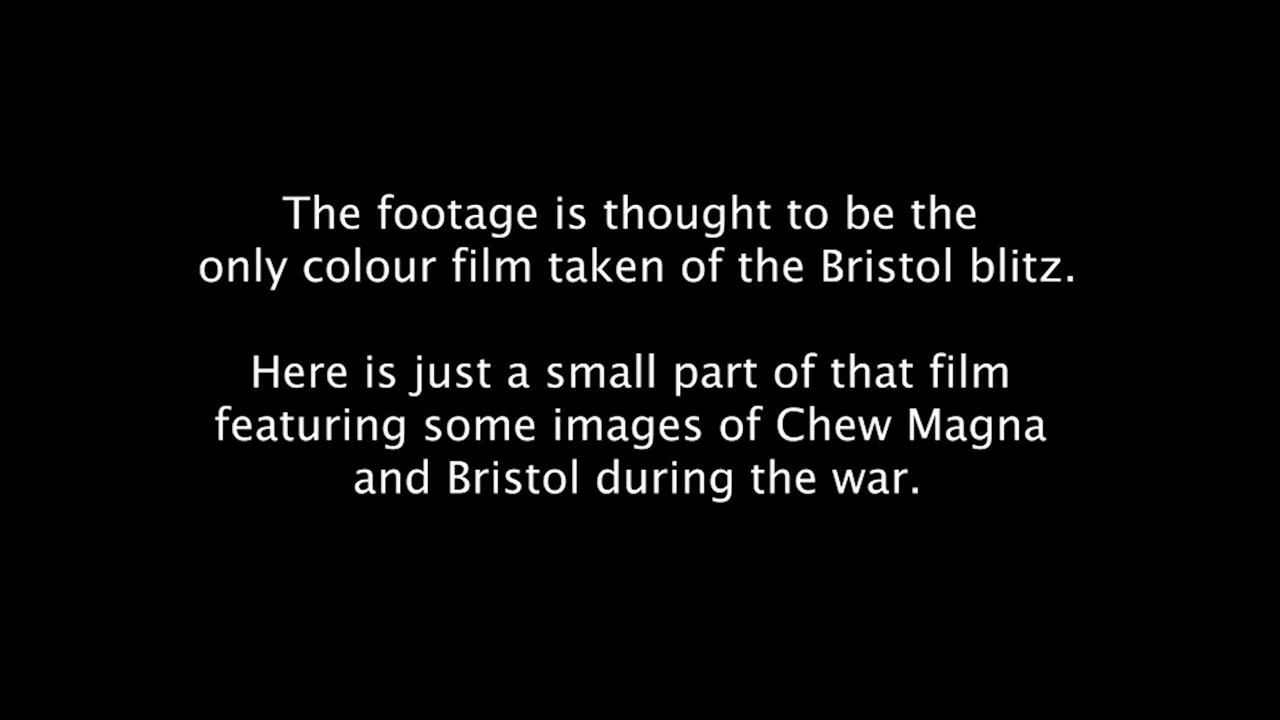 The footage is thought to be the
only colour film taken of the Bristol blitz.
Here is just a small part of that film
featuring some images of Chew Magna
and Bristol during the war.